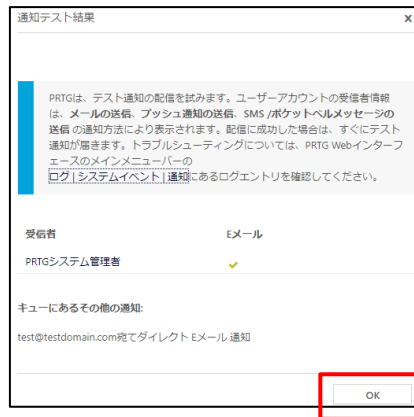 通知テスト結果
x
PRTGは、テスト通知の配信を試みます。ユーザーアカウントの受信者情報
は、メールの送信、プッシュ通知の送信、SMS /ポケットベルメッセージの
送信 の通知方法により表示されます。配信に成功した場合は、すぐにテスト
通知が届きます。トラブルシューティングについては、PRTG Webインターフ
ェースのメインメニューバーの
ログ | システムイベント | 通知にあるログエントリを確認してください。
受信者 Eメール
PRTGシステム管理者
キューにあるその他の通知:
test@testdomain.com宛てダイレクト Eメール 通知
OK